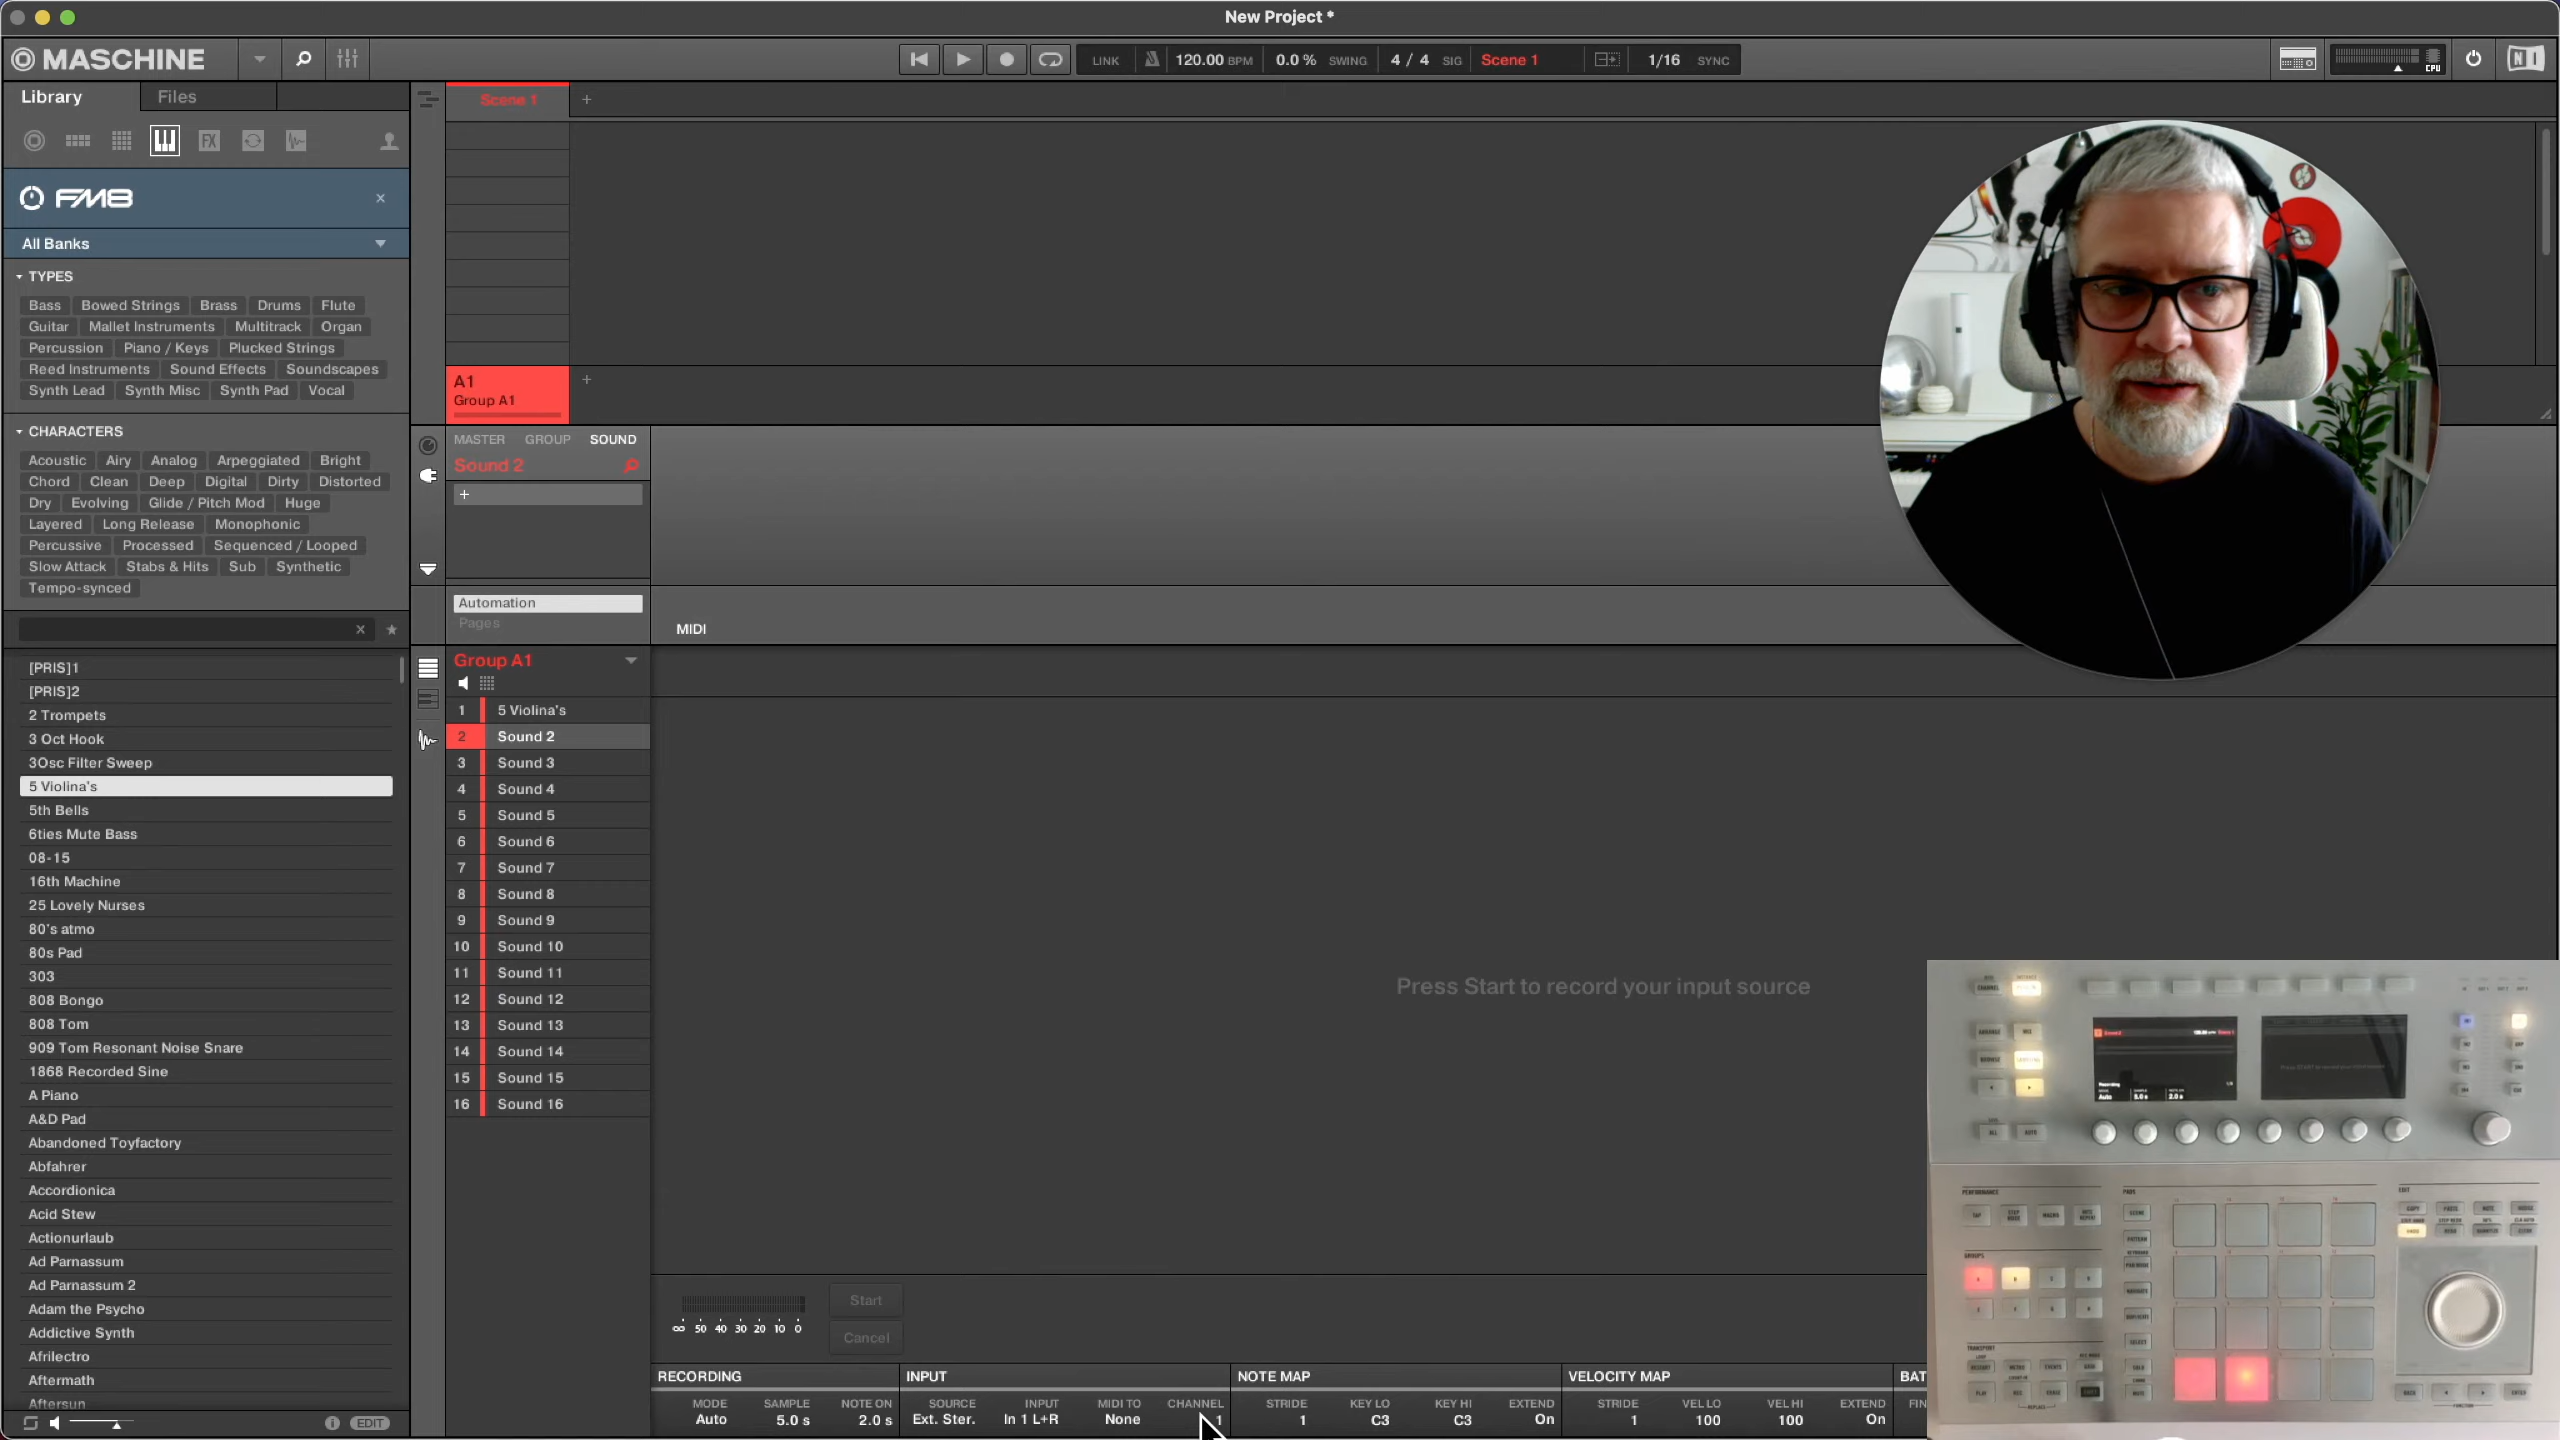 New Project *
MASCHINE
LINK 120.00 BPM 0.0 % SWING 4 / 4 SIG Scene 1 1/16 SYNC
CPU
Library Files
Scene 1 +
FX
FM8 ×
All Banks
TYPES
Bass Bowed Strings Brass Drums Flute
Guitar Mallet Instruments Multitrack Organ
Percussion Piano / Keys Plucked Strings
Reed Instruments Sound Effects Soundscapes
Synth Lead Synth Misc Synth Pad Vocal
A1 +
Group A1
CHARACTERS
Acoustic Airy Analog Arpeggiated Bright
Chord Clean Deep Digital Dirty Distorted
Dry Evolving Glide / Pitch Mod Huge
Layered Long Release Monophonic
Percussive Processed Sequenced / Looped
Slow Attack Stabs & Hits Sub Synthetic
Tempo-synced
MASTER GROUP SOUND
Sound 2
+
Automation
Pages
MIDI
[PRIS]1
[PRIS]2
2 Trompets
3 Oct Hook
3Osc Filter Sweep
5 Violina's
5th Bells
6ties Mute Bass
08-15
16th Machine
25 Lovely Nurses
80's atmo
80s Pad
303
808 Bongo
808 Tom
909 Tom Resonant Noise Snare
1868 Recorded Sine
A Piano
A&D Pad
Abandoned Toyfactory
Abfahrer
Accordionica
Acid Stew
Actionurlaub
Ad Parnassum
Ad Parnassum 2
Adam the Psycho
Addictive Synth
Afrilectro
Aftermath
Aftersun
EDIT
Group A1
1 5 Violina's
2 Sound 2
3 Sound 3
4 Sound 4
5 Sound 5
6 Sound 6
7 Sound 7
8 Sound 8
9 Sound 9
10 Sound 10
11 Sound 11
12 Sound 12
13 Sound 13
14 Sound 14
15 Sound 15
16 Sound 16
Press Start to record your input source
Start
∞ 50 40 30 20 10 0
Cancel
RECORDING INPUT NOTE MAP VELOCITY MAP BAT
MODE SAMPLE NOTE ON SOURCE INPUT MIDI TO CHANNEL STRIDE KEY LO KEY HI EXTEND STRIDE VEL LO VEL HI EXTEND FIN
Auto 5.0 s 2.0 s Ext. Ster. In 1 L+R None 1 1 C3 C3 On 1 100 100 On